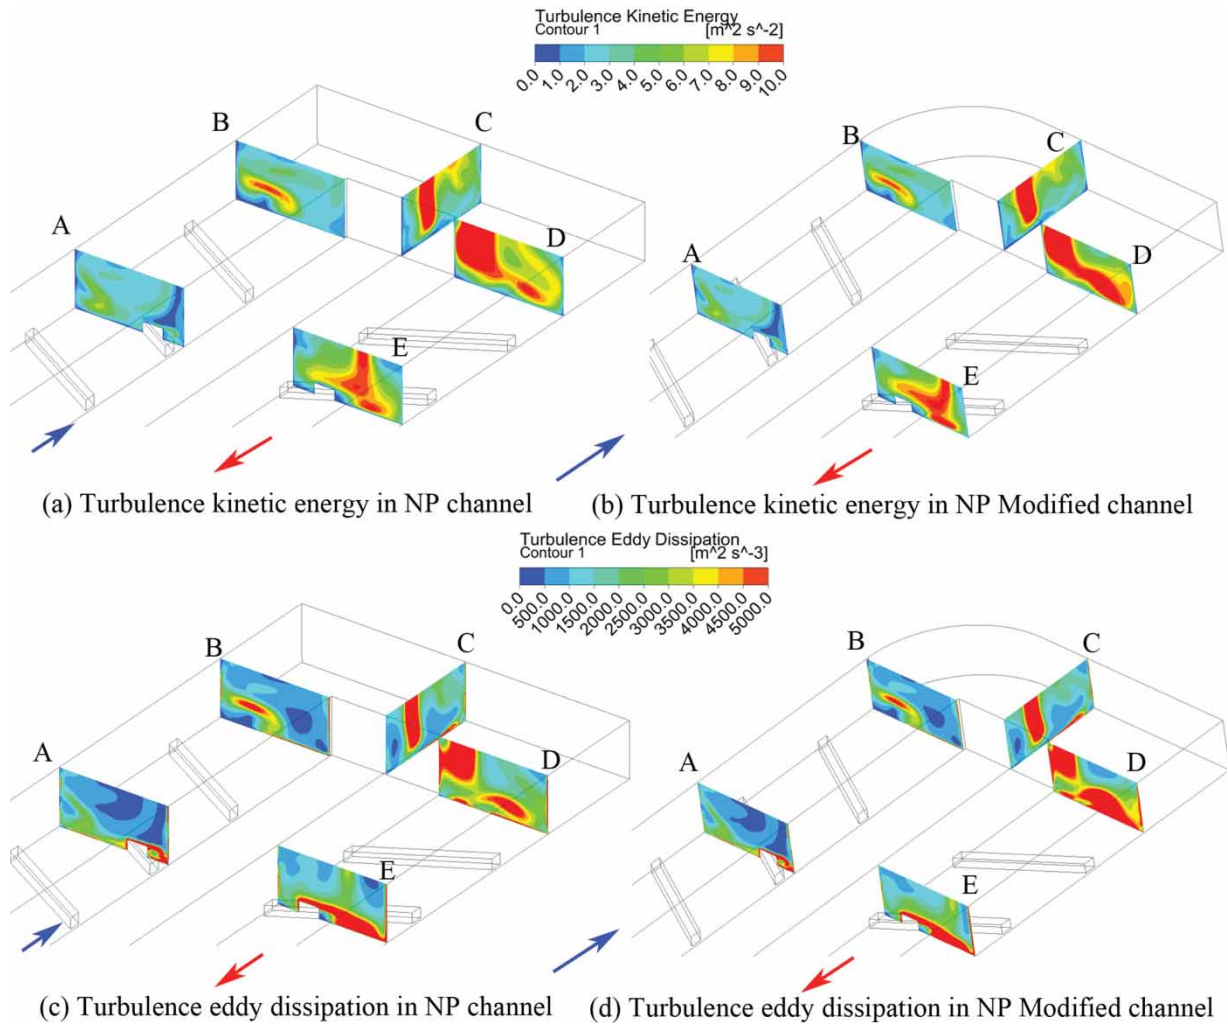 Turbulence Kinetic Energy
Contour 1 [m^2 s^-2]
0.0 1.0 2.0 3.0 4.0 5.0 6.0 7.0 8.0 9.0 10.0
B C
A D
E
B C
A D
E
(a) Turbulence kinetic energy in NP channel
(b) Turbulence kinetic energy in NP Modified channel
Turbulence Eddy Dissipation
Contour 1 [m^2 s^-3]
0.0 500.0 1000.0 1500.0 2000.0 2500.0 3000.0 3500.0 4000.0 4500.0 5000.0
B C
A D
E
B C
A D
E
(c) Turbulence eddy dissipation in NP channel
(d) Turbulence eddy dissipation in NP Modified channel